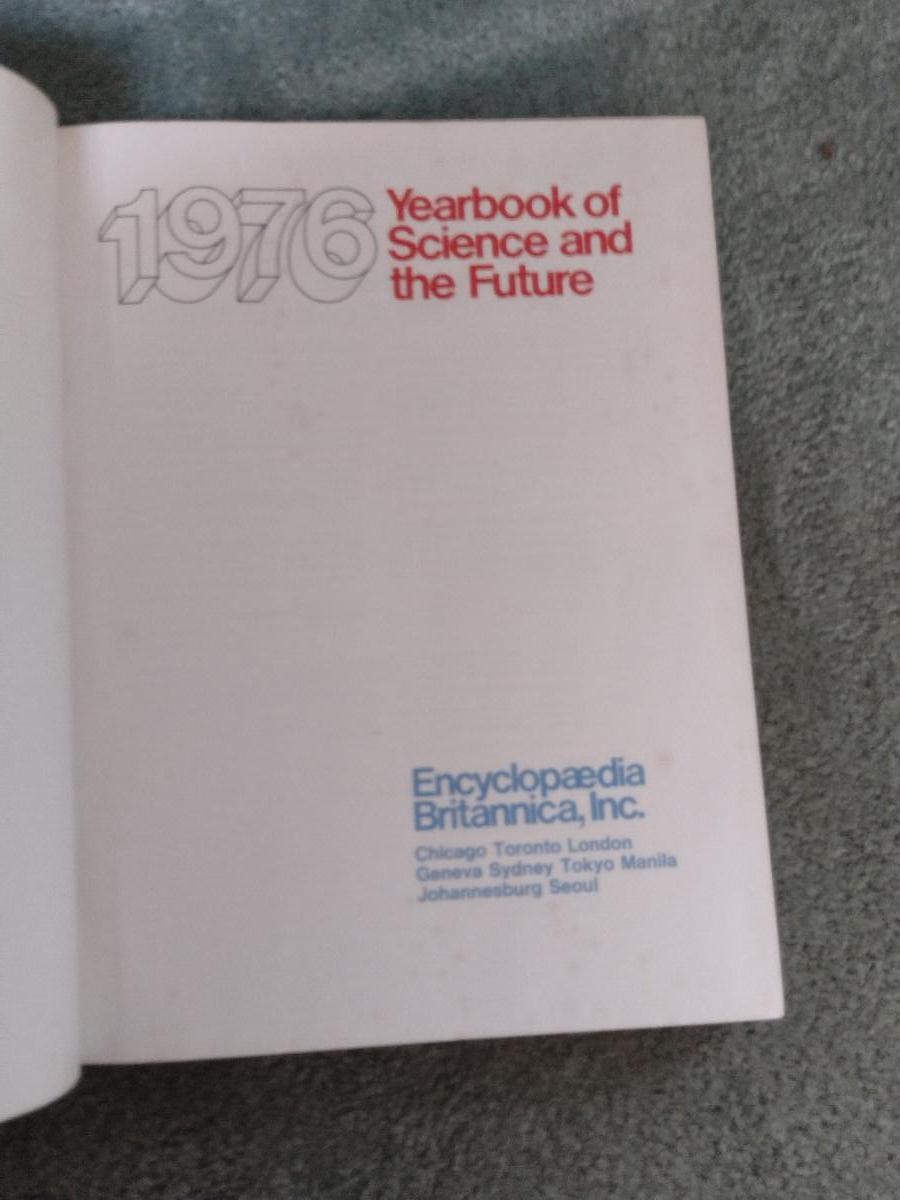 1976
Yearbook of
Science and
the Future
Encyclopædia
Britannica, Inc.
Chicago Toronto London
Geneva Sydney Tokyo Manila
Johannesburg Seoul